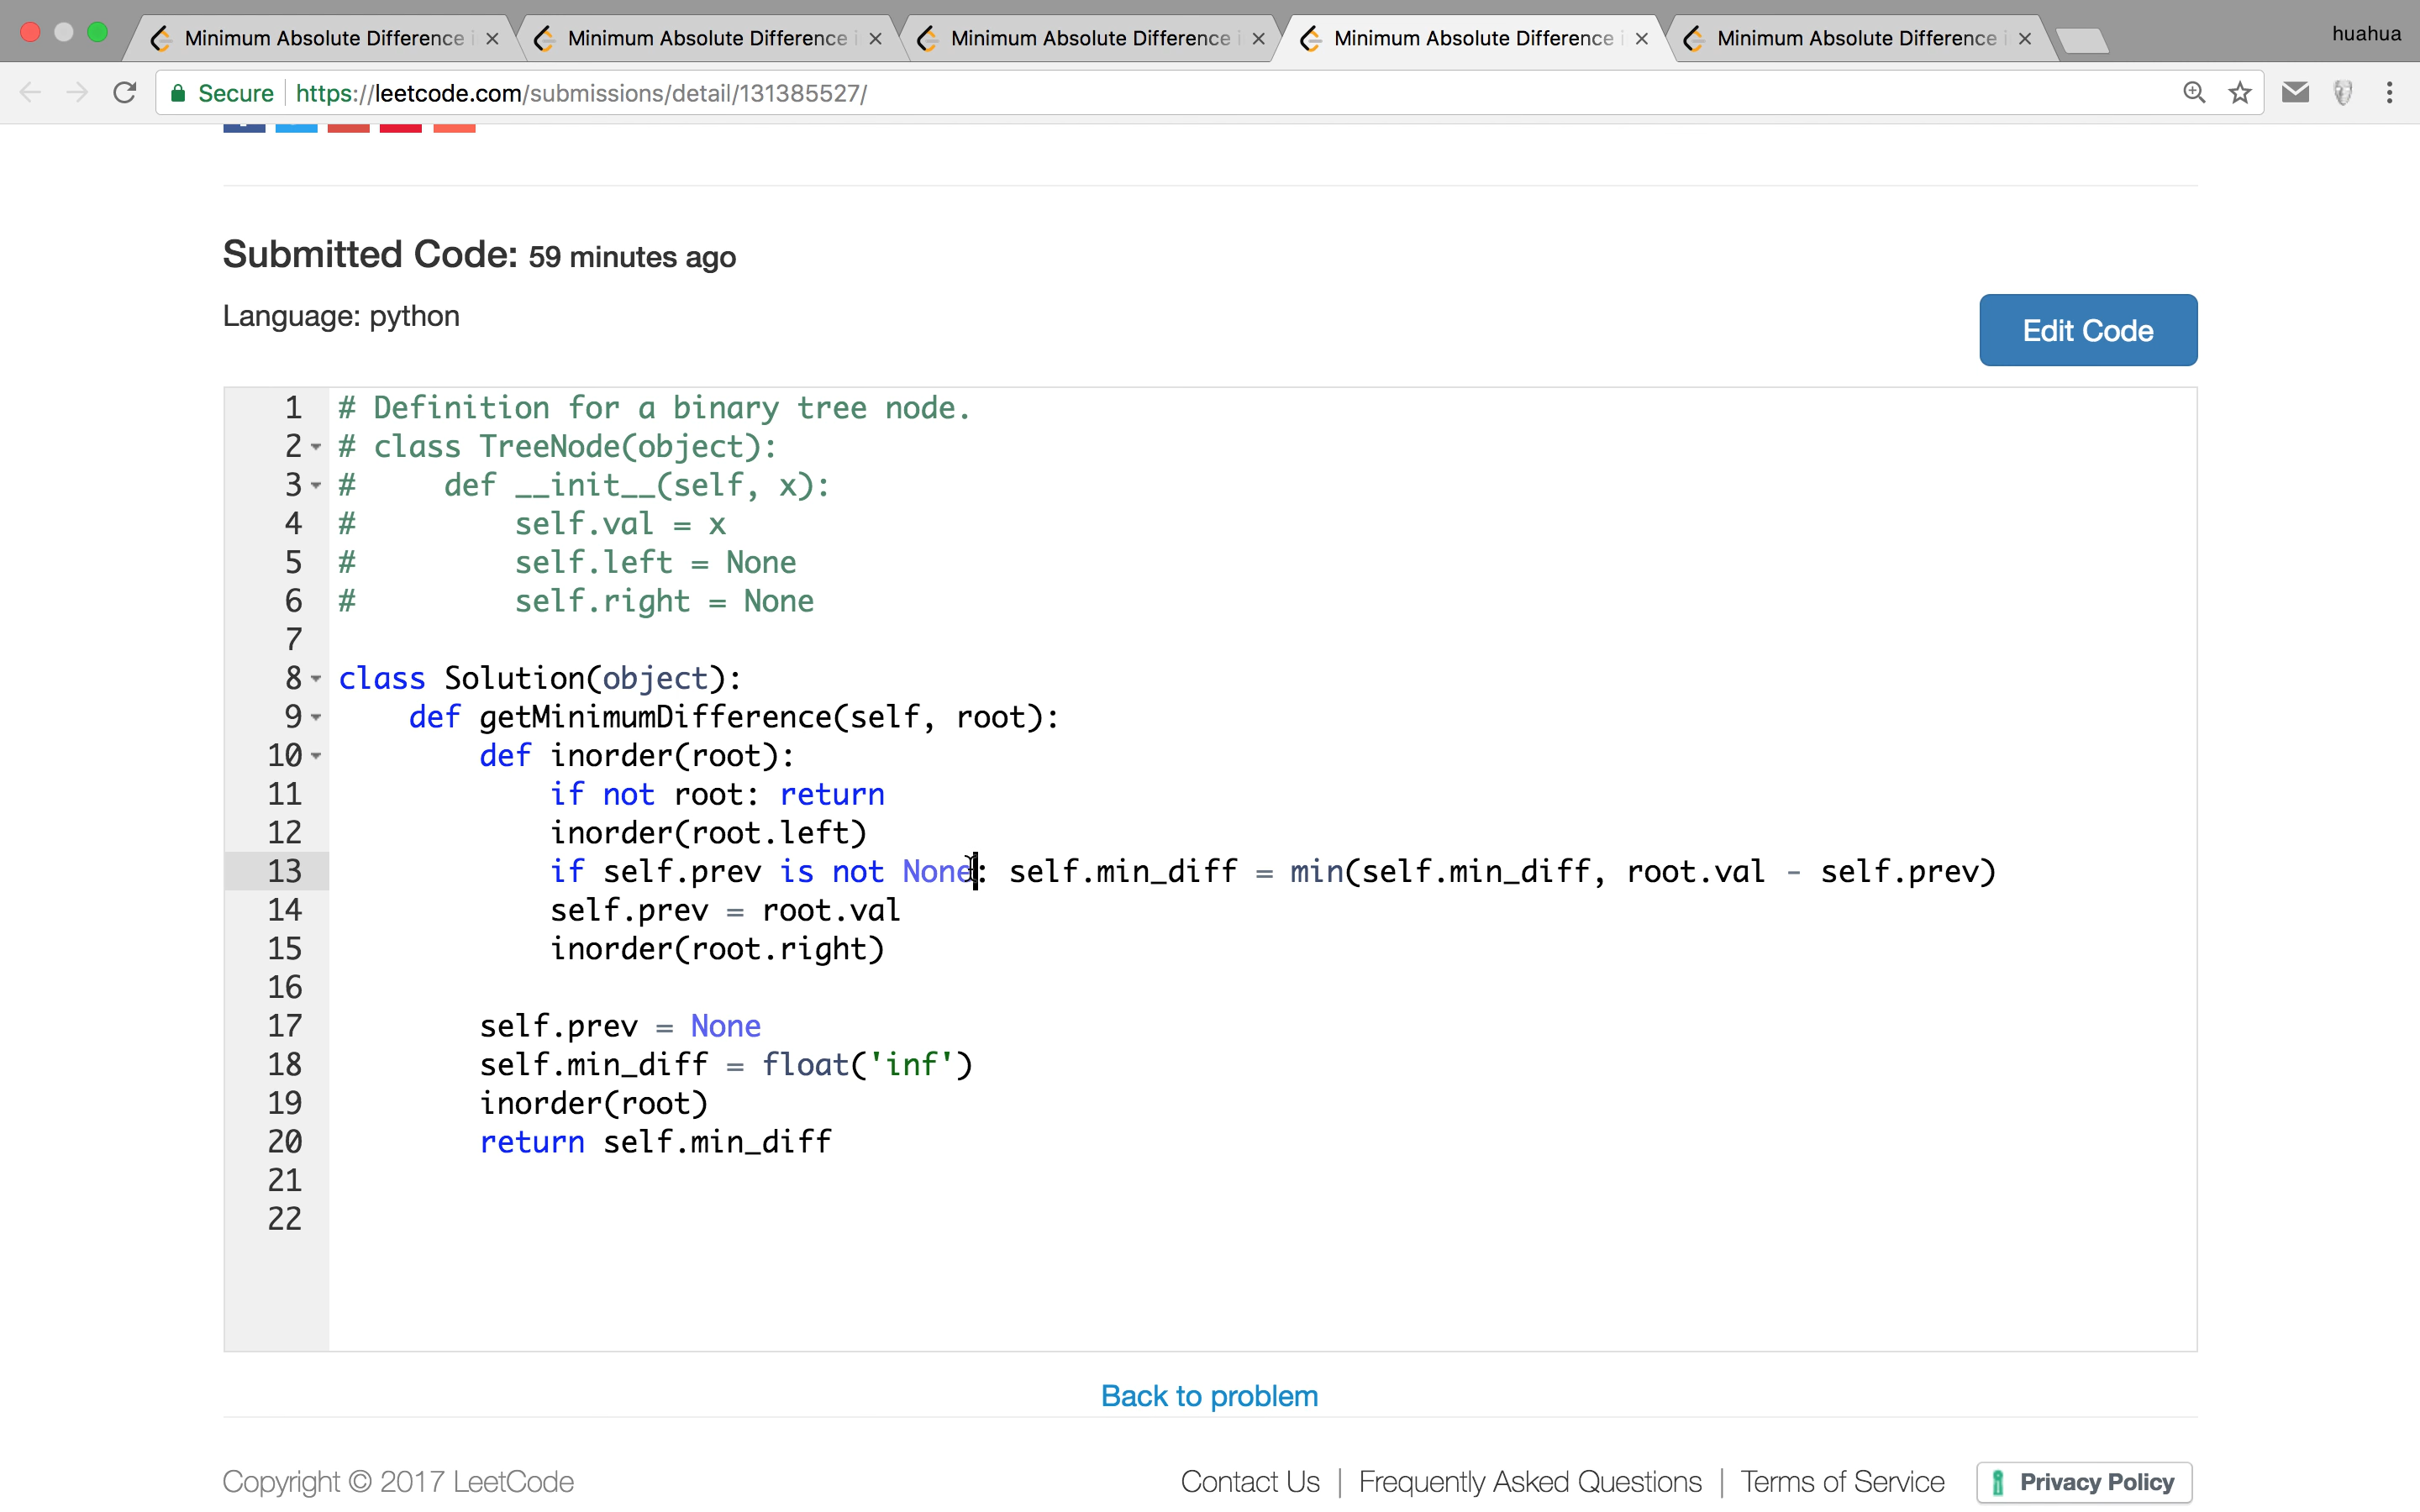 Minimum Absolute Difference i
Minimum Absolute Difference i
Minimum Absolute Difference i
Minimum Absolute Difference i
Minimum Absolute Difference i
huahua
Secure https://leetcode.com/submissions/detail/131385527/
Submitted Code: 59 minutes ago
Language: python
Edit Code
1 # Definition for a binary tree node.
2 # class TreeNode(object):
3 #     def __init__(self, x):
4 #         self.val = x
5 #         self.left = None
6 #         self.right = None
7
8 class Solution(object):
9     def getMinimumDifference(self, root):
10         def inorder(root):
11             if not root: return
12             inorder(root.left)
13             if self.prev is not None: self.min_diff = min(self.min_diff, root.val - self.prev)
14             self.prev = root.val
15             inorder(root.right)
16
17         self.prev = None
18         self.min_diff = float('inf')
19         inorder(root)
20         return self.min_diff
21
22
Back to problem
Copyright © 2017 LeetCode
Contact Us | Frequently Asked Questions | Terms of Service
Privacy Policy